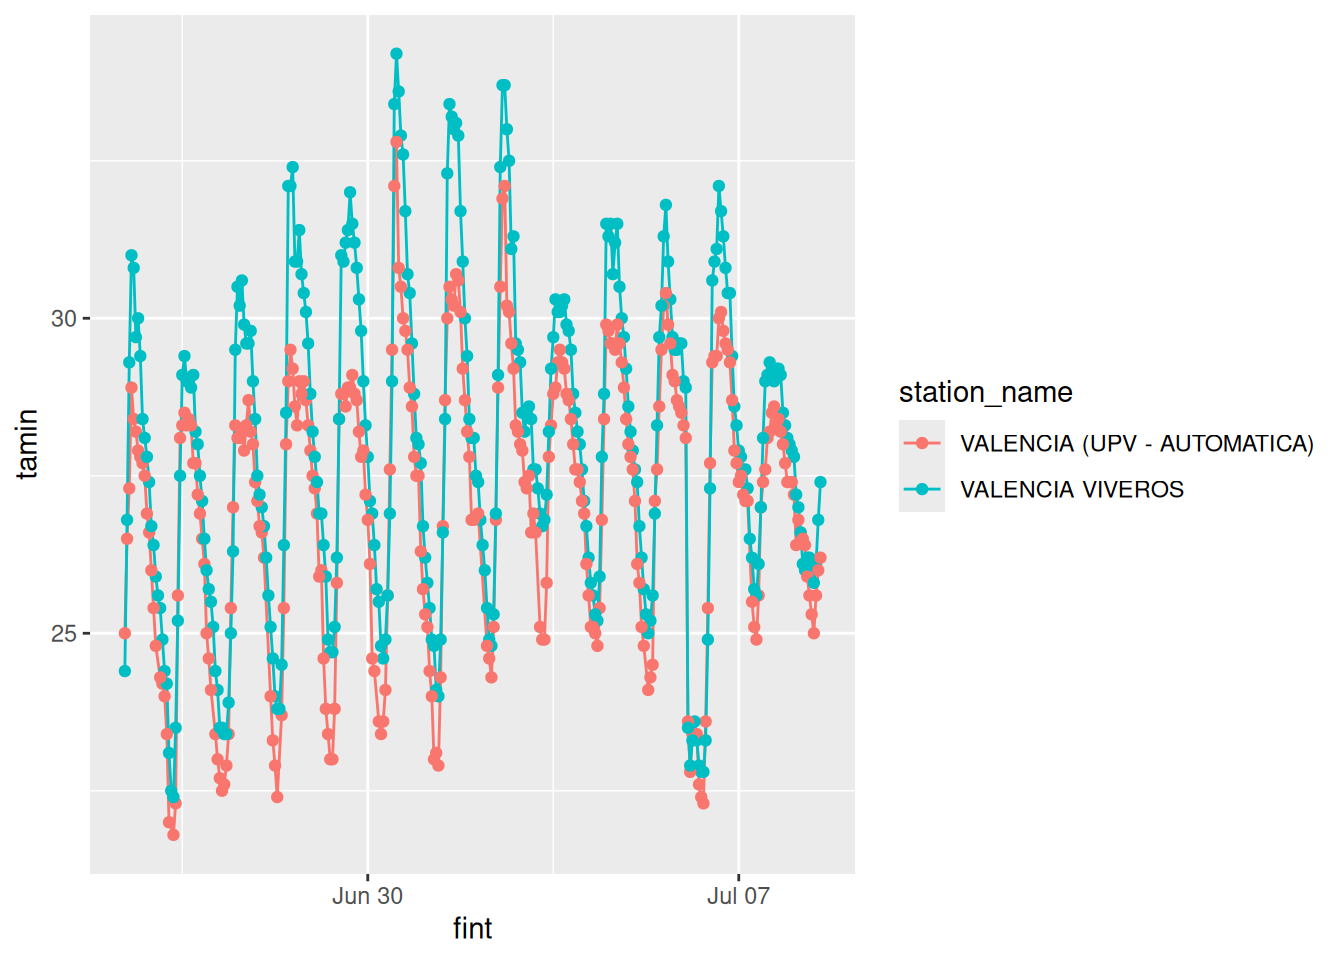 tamin
30
25
Jun 30
Jul 07
fint
station_name
VALENCIA (UPV - AUTOMATICA)
VALENCIA VIVEROS